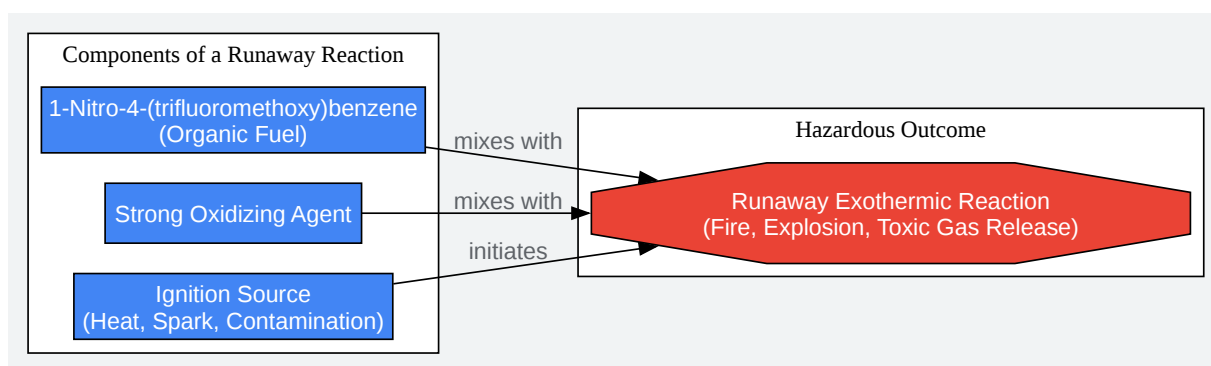 Components of a Runaway Reaction
1-Nitro-4-(trifluoromethoxy)benzene
(Organic Fuel)
mixes with
Strong Oxidizing Agent
mixes with
Ignition Source
(Heat, Spark, Contamination)
initiates
Hazardous Outcome
Runaway Exothermic Reaction
(Fire, Explosion, Toxic Gas Release)